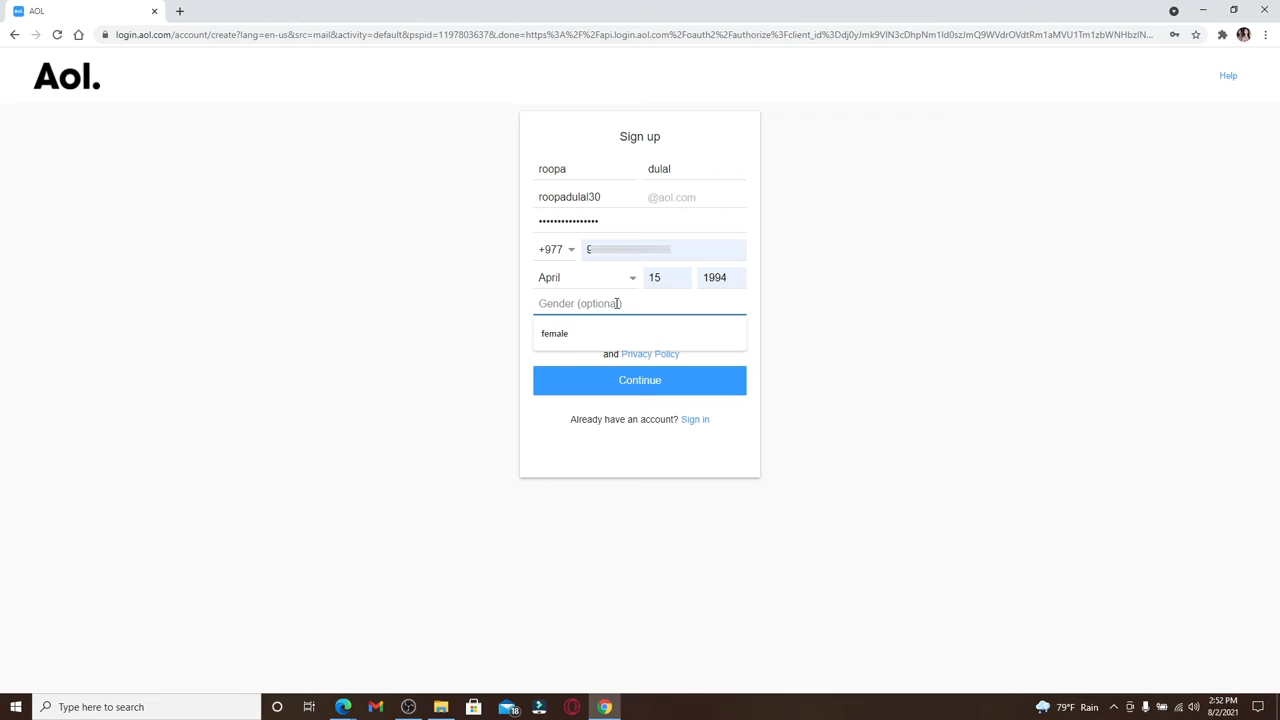 AOL
login.aol.com/account/create?lang=en-us&src=mail&activity=default&pspid=1197803637&.done=https%3A%2F%2Fapi.login.aol.com%2Foauth2%2Fauthorize%3Fclient_id%3Ddj0yJmk9VlN3cDhpNm1Id0szJmQ9WVdrOVdtRm1aMVU1Tm1zbWNHbzlN...
Aol.
Help
Sign up
roopa dulal
roopadulal30 @aol.com
+977 9
April 15 1994
Gender (optional)
female
and Privacy Policy
Continue
Already have an account? Sign in
Type here to search
18
79°F Rain
2:52 PM
8/2/2021